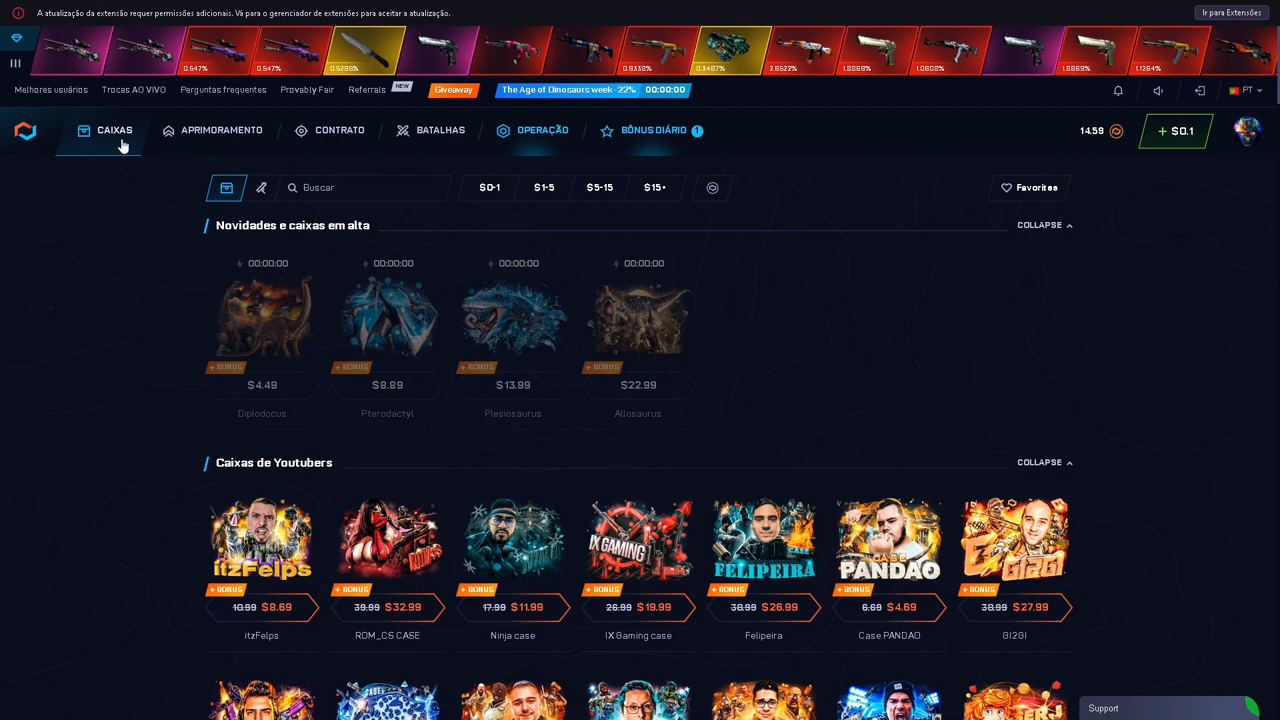 A atualização da extensão requer permissões adicionais. Vá para o gerenciador de extensões para aceitar a atualização.
Ir para Extensões
0.547%
0.547%
0.5295%
0.9338%
0.3467%
2.6522%
1.8869%
1.0608%
1.8869%
1.1264%
Melhores usuários
Trocas AO VIVO
Perguntas frequentes
Provably Fair
Referrals
NEW
Giveaway
The Age of Dinosaurs week -22%
00:00:00
PT
CAIXAS
APRIMORAMENTO
CONTRATO
BATALHAS
OPERAÇÃO
BÔNUS DIÁRIO
1
14.59
+ $0.1
Buscar
$0-1
$1-5
$5-15
$15+
Favorites
Novidades e caixas em alta
COLLAPSE
00:00:00
00:00:00
00:00:00
00:00:00
+ BONUS
+ BONUS
+ BONUS
+ BONUS
$4.49
$8.89
$13.99
$22.99
Diplodocus
Pterodactyl
Plesiosaurus
Allosaurus
Caixas de Youtubers
COLLAPSE
itzFelps
IX GAMING
CASE
FELIPEIRA
CASE
PANDAO
GI2GI
+ BONUS
+ BONUS
+ BONUS
+ BONUS
+ BONUS
+ BONUS
+ BONUS
10.99 $8.69
39.99 $32.99
17.99 $11.99
26.99 $19.99
38.99 $26.99
6.69 $4.69
38.99 $27.99
itzFelps
ROM_CS CASE
Ninja case
IX Gaming case
Felipeira
Case PANDAO
GI2GI
Support